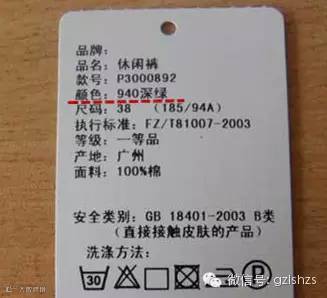 品牌:
品名: 休闲裤
款号: P3000892
颜色: 940深绿
尺码: 38 (185/94A)
执行标准: FZ/T81007-2003
等级: 一等品
产地: 广州
面料: 100%棉
安全类别: GB 18401-2003 B类
(直接接触皮肤的产品)
洗涤方法:
30 P
微信号: gzlshzs